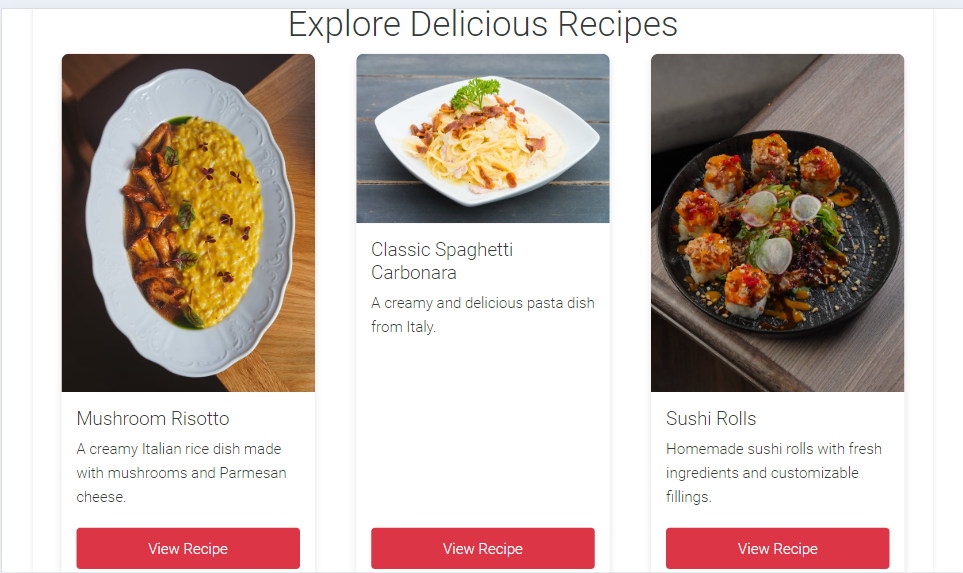 Explore Delicious Recipes
Mushroom Risotto
A creamy Italian rice dish made
with mushrooms and Parmesan
cheese.
View Recipe
Classic Spaghetti
Carbonara
A creamy and delicious pasta dish
from Italy.
View Recipe
Sushi Rolls
Homemade sushi rolls with fresh
ingredients and customizable
fillings.
View Recipe